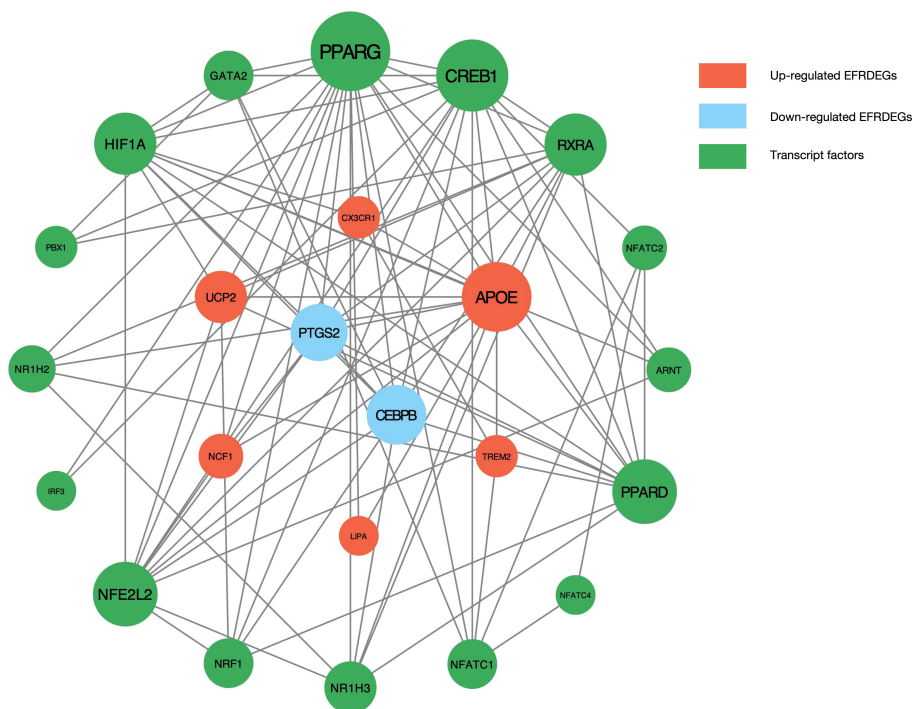 PPARG
CREB1
GATA2
HIF1A
RXRA
Up-regulated EFRDEGs
Down-regulated EFRDEGs
Transcript factors
CX3CR1
PBX1
NFATC2
UCP2
APOE
PTGS2
NR1H2
ARNT
CEBPB
NCF1
TREM2
IRF3
PPARD
LIPA
NFE2L2
NFATC4
NRF1
NFATC1
NR1H3